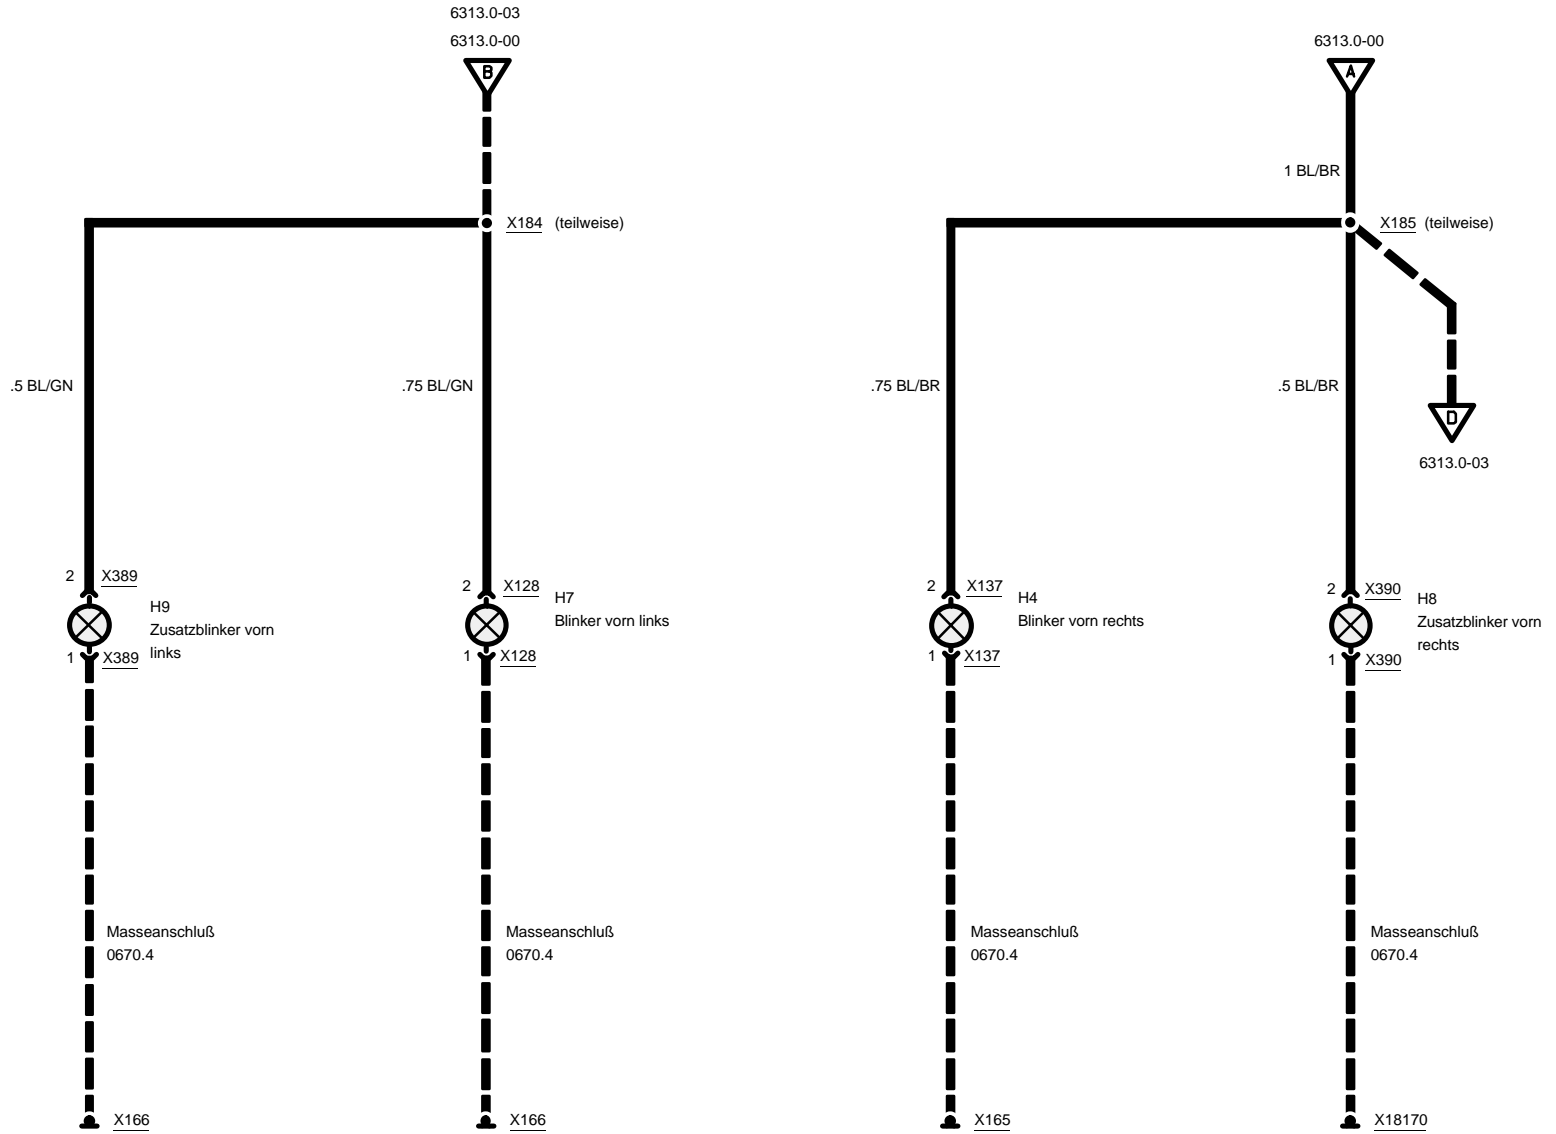 6313.0-03
6313.0-00
B
6313.0-00
A
1 BL/BR
X184 (teilweise)
X185 (teilweise)
.5 BL/GN
.75 BL/GN
.75 BL/BR
.5 BL/BR
D
6313.0-03
2 X389
H9
Zusatzblinker vorn
links
1 X389
2 X128
H7
Blinker vorn links
1 X128
2 X137
H4
Blinker vorn rechts
1 X137
2 X390
H8
Zusatzblinker vorn
rechts
1 X390
Masseanschluß
0670.4
Masseanschluß
0670.4
Masseanschluß
0670.4
Masseanschluß
0670.4
X166
X166
X165
X18170